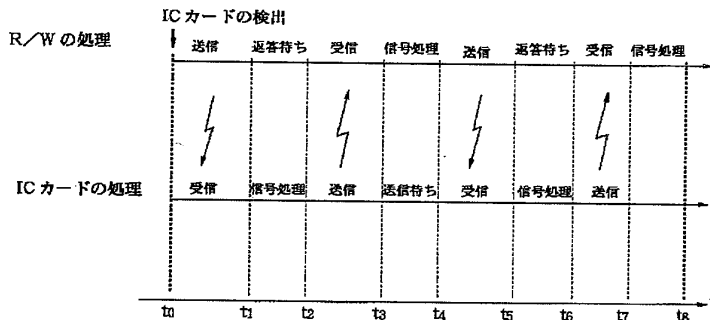 ICカードの検出
R/Wの処理
送信 返答待ち 受信 信号処理 送信 返答待ち 受信 信号処理
ICカードの処理
受信 信号処理 送信 送信待ち 受信 信号処理 送信
t0 t1 t2 t3 t4 t5 t6 t7 t8